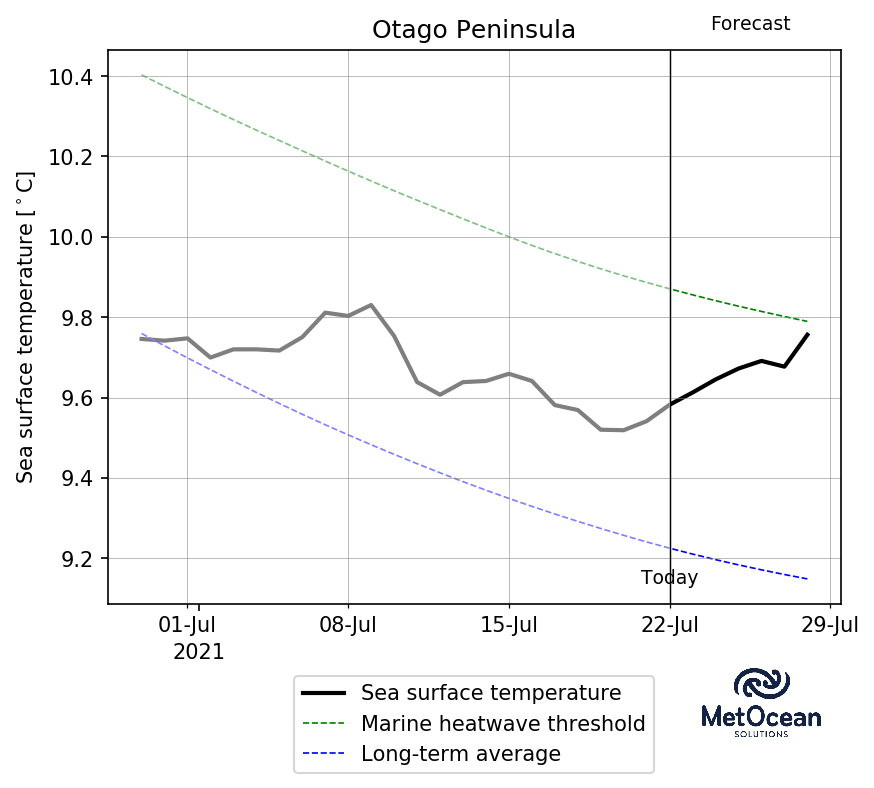 Otago Peninsula
Forecast
Sea surface temperature [°C]
10.4
10.2
10.0
9.8
9.6
9.4
9.2
Today
01-Jul
08-Jul
15-Jul
22-Jul
29-Jul
2021
Sea surface temperature
Marine heatwave threshold
Long-term average
MetOcean
SOLUTIONS